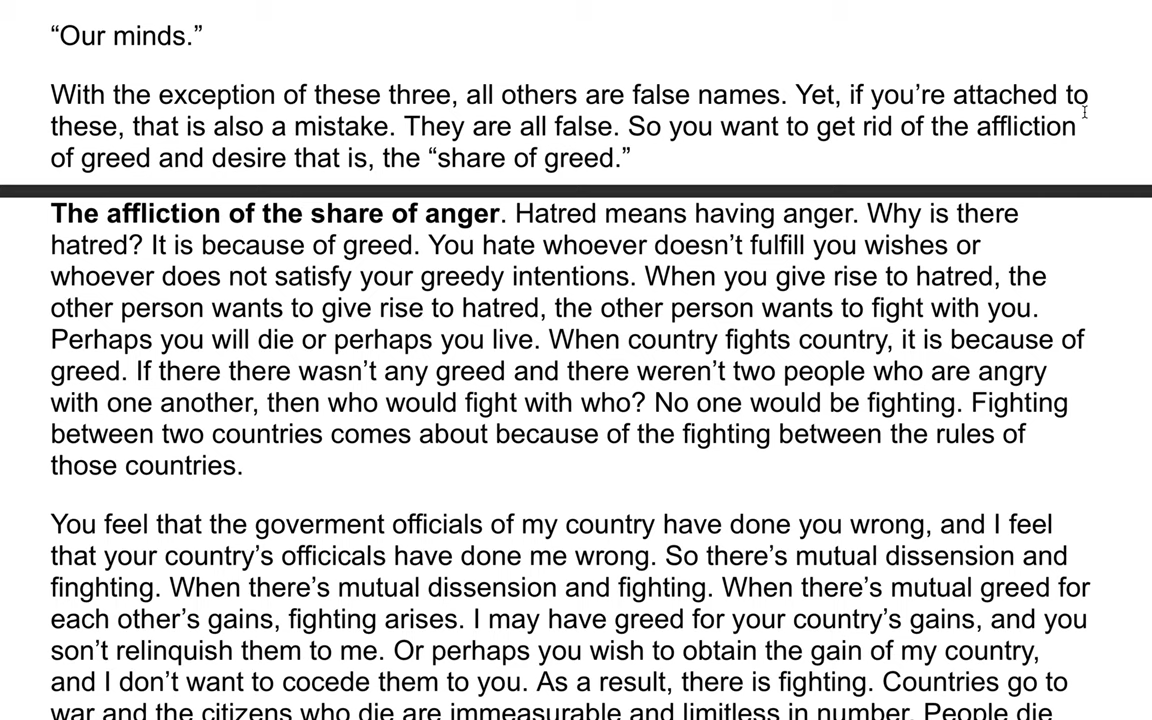 “Our minds.”
With the exception of these three, all others are false names. Yet, if you’re attached to
these, that is also a mistake. They are all false. So you want to get rid of the affliction
of greed and desire that is, the “share of greed.”
The affliction of the share of anger. Hatred means having anger. Why is there
hatred? It is because of greed. You hate whoever doesn’t fulfill you wishes or
whoever does not satisfy your greedy intentions. When you give rise to hatred, the
other person wants to give rise to hatred, the other person wants to fight with you.
Perhaps you will die or perhaps you live. When country fights country, it is because of
greed. If there there wasn’t any greed and there weren’t two people who are angry
with one another, then who would fight with who? No one would be fighting. Fighting
between two countries comes about because of the fighting between the rules of
those countries.
You feel that the goverment officials of my country have done you wrong, and I feel
that your country’s officicals have done me wrong. So there’s mutual dissension and
finghting. When there’s mutual dissension and fighting. When there’s mutual greed for
each other’s gains, fighting arises. I may have greed for your country’s gains, and you
son’t relinquish them to me. Or perhaps you wish to obtain the gain of my country,
and I don’t want to cocede them to you. As a result, there is fighting. Countries go to
war and the citizens who die are immeasurable and limitless in number. People die